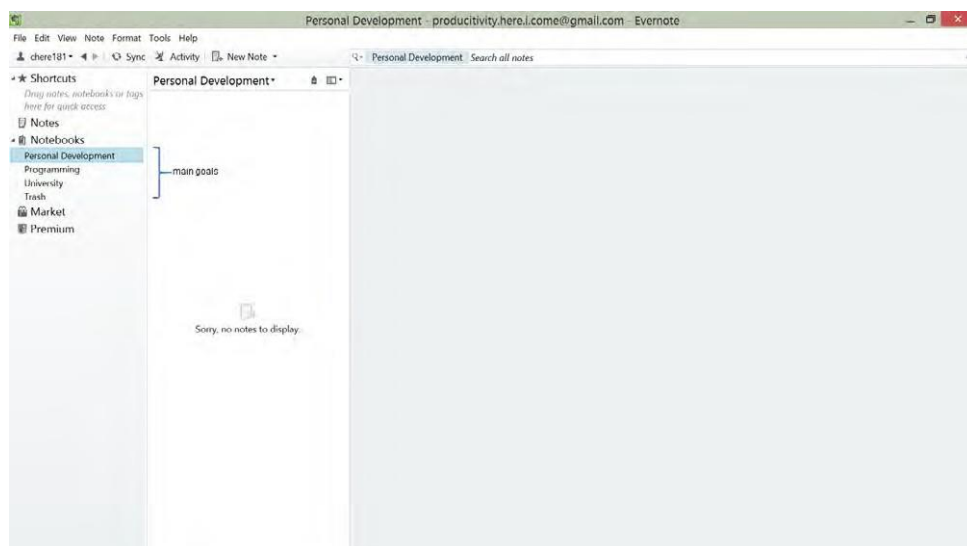 Personal Development - producitivity.here.i.come@gmail.com - Evernote
File Edit View Note Format Tools Help
chere181 Sync Activity New Note Personal Development Search all notes
Shortcuts
Personal Development
Drag notes, notebooks or tags
here for quick access
Notes
Notebooks
Personal Development
Programming
main goals
University
Trash
Market
Premium
Sorry, no notes to display